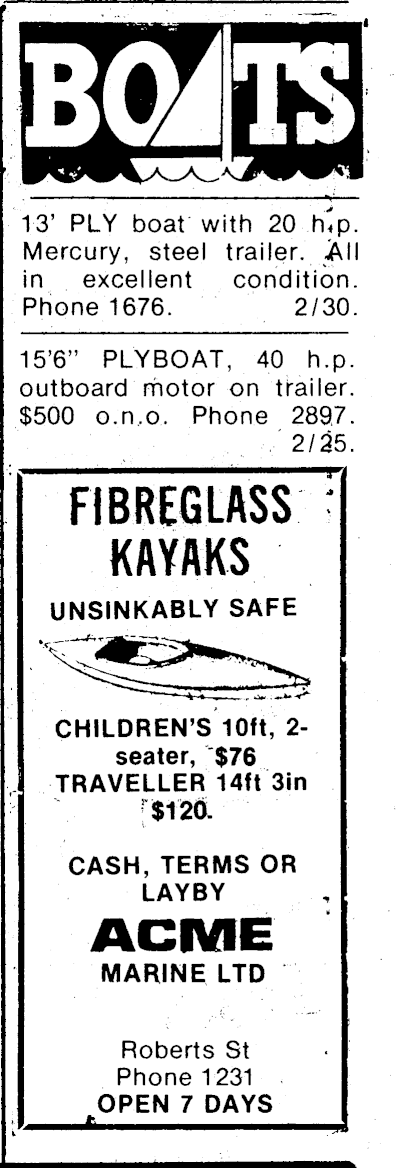 BOATS
13' PLY boat with 20 h.p.
Mercury, steel trailer. All
in excellent condition.
Phone 1676. 2/30.
15'6" PLYBOAT, 40 h.p.
outboard motor on trailer.
$500 o.n.o. Phone 2897.
2/25.
FIBREGLASS
KAYAKS
UNSINKABLY SAFE
CHILDREN'S 10ft, 2-
seater, $76
TRAVELLER 14ft 3in
$120.
CASH, TERMS OR
LAYBY
ACME
MARINE LTD
Roberts St
Phone 1231
OPEN 7 DAYS